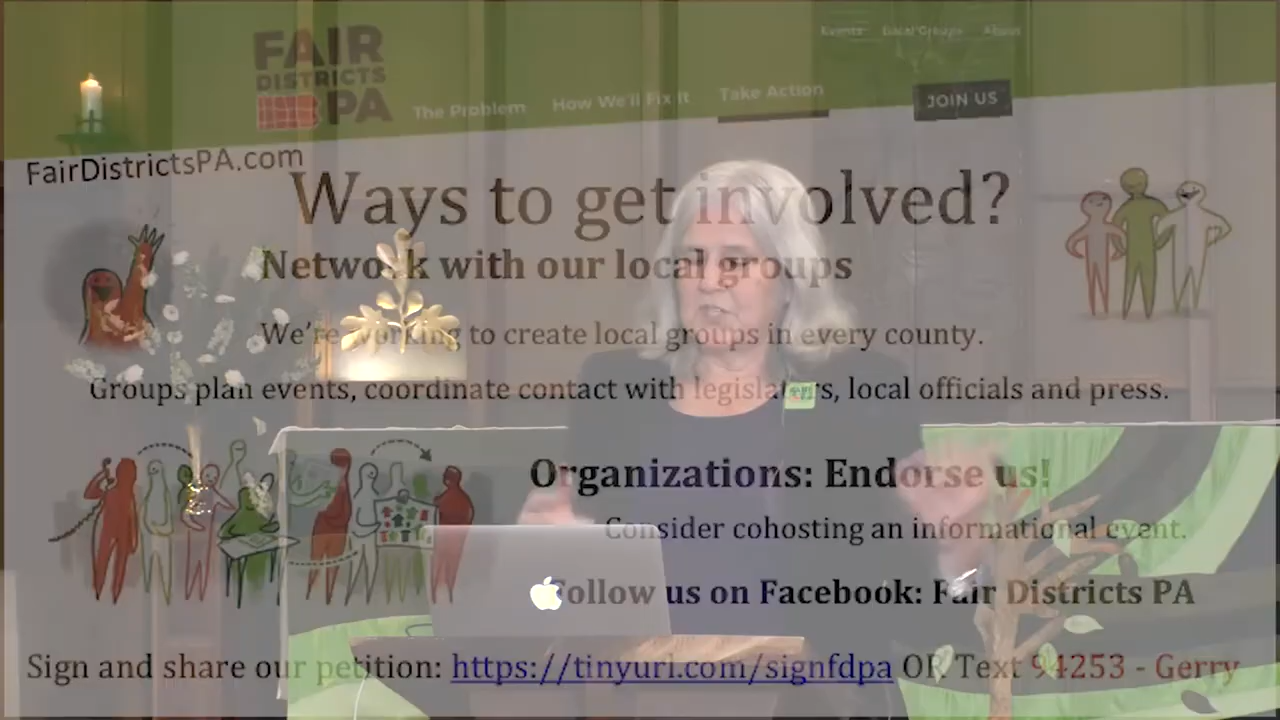 FAIR
DISTRICTS
PA
Events Local Groups About
The Problem How We'll Fix It Take Action JOIN US
FairDistrictsPA.com
Ways to get involved?
Network with our local groups
We're working to create local groups in every county.
Groups plan events, coordinate contact with legislators, local officials and press.
Organizations: Endorse us!
Consider cohosting an informational event.
Follow us on Facebook: Fair Districts PA
Sign and share our petition: https://tinyurl.com/signfdpa OR Text 94253 - Gerry